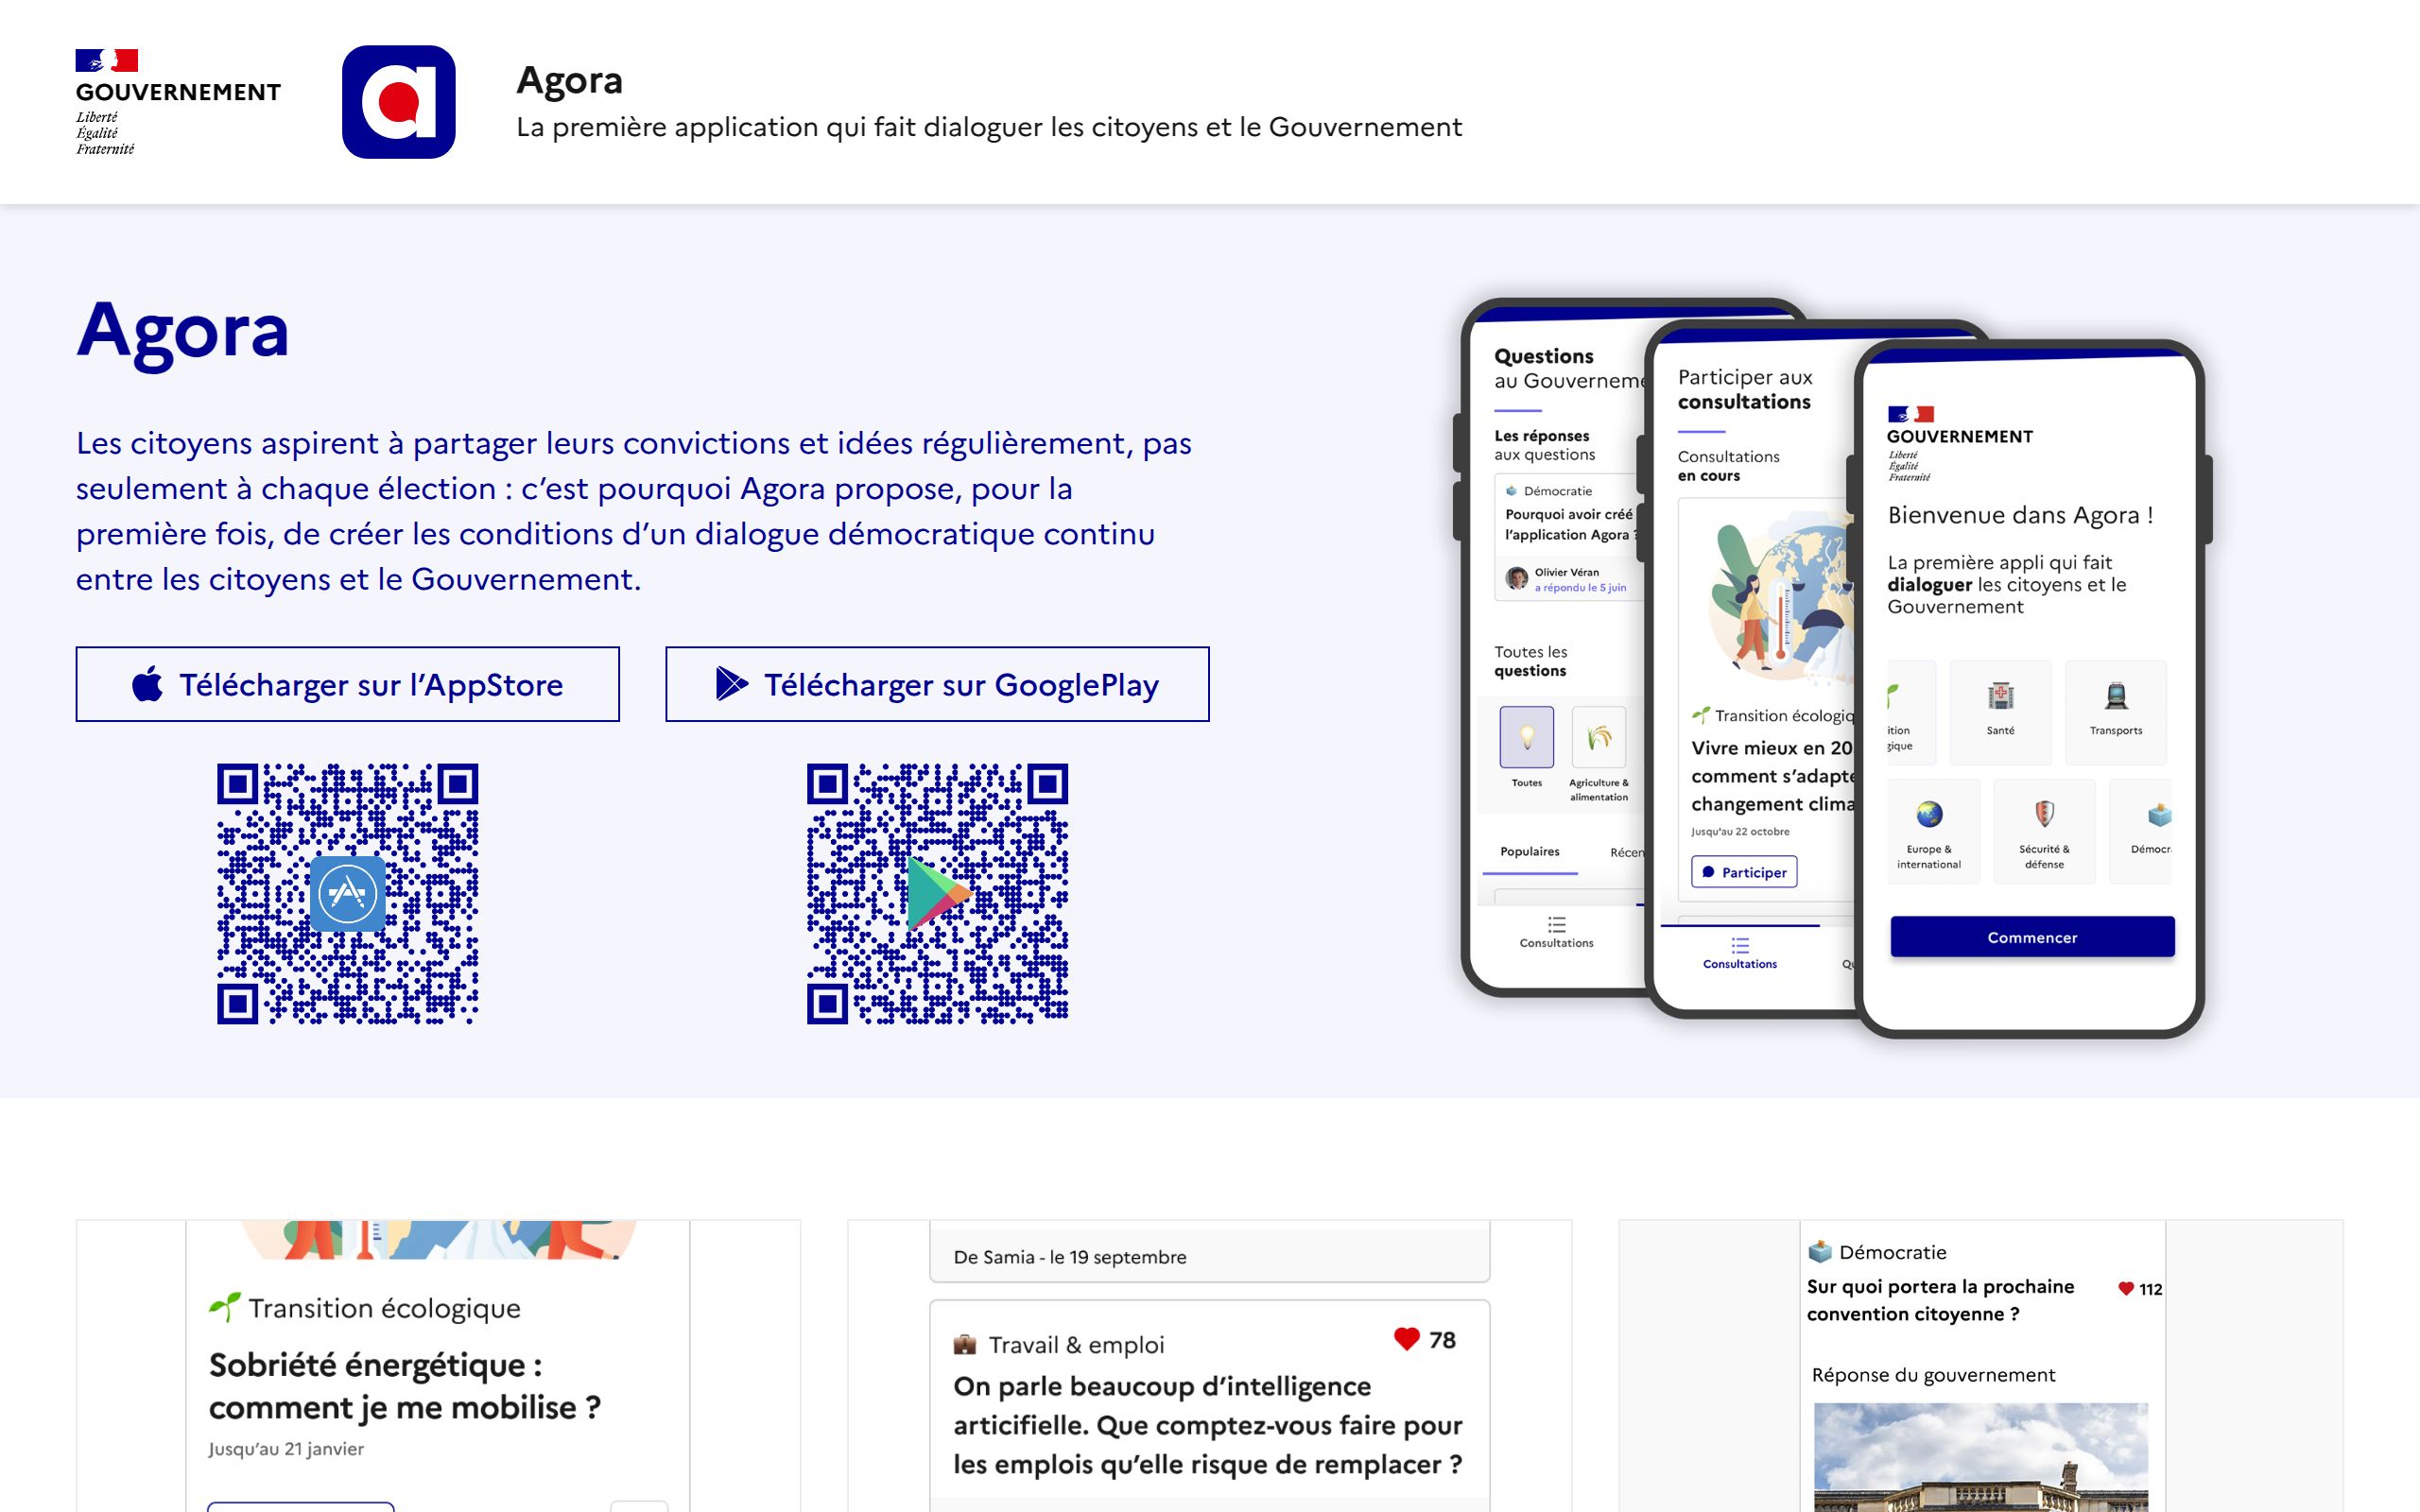 GOUVERNEMENT
Liberté
Égalité
Fraternité
Agora
La première application qui fait dialoguer les citoyens et le Gouvernement
Agora
Les citoyens aspirent à partager leurs convictions et idées régulièrement, pas
seulement à chaque élection : c’est pourquoi Agora propose, pour la
première fois, de créer les conditions d’un dialogue démocratique continu
entre les citoyens et le Gouvernement.
Télécharger sur l’AppStore
Télécharger sur GooglePlay
Questions
au Gouverneme
Les réponses
aux questions
Démocratie
Pourquoi avoir créé
l’application Agora ?
Olivier Véran
a répondu le 5 juin
Toutes les
questions
Toutes
Agriculture &
alimentation
Populaires
Récen
Consultations
Participer aux
consultations
Consultations
en cours
Transition écologiq
Vivre mieux en 20
comment s’adapte
changement clima
Jusqu’au 22 octobre
Participer
Consultations
Qu
GOUVERNEMENT
Liberté
Égalité
Fraternité
Bienvenue dans Agora !
La première appli qui fait
dialoguer les citoyens et le
Gouvernement
ition
gique
Santé
Transports
Europe &
international
Sécurité &
défense
Démocr
Commencer
Transition écologique
Sobriété énergétique :
comment je me mobilise ?
Jusqu’au 21 janvier
De Samia - le 19 septembre
Travail & emploi
78
On parle beaucoup d’intelligence
articifielle. Que comptez-vous faire pour
les emplois qu’elle risque de remplacer ?
Démocratie
Sur quoi portera la prochaine
convention citoyenne ?
112
Réponse du gouvernement